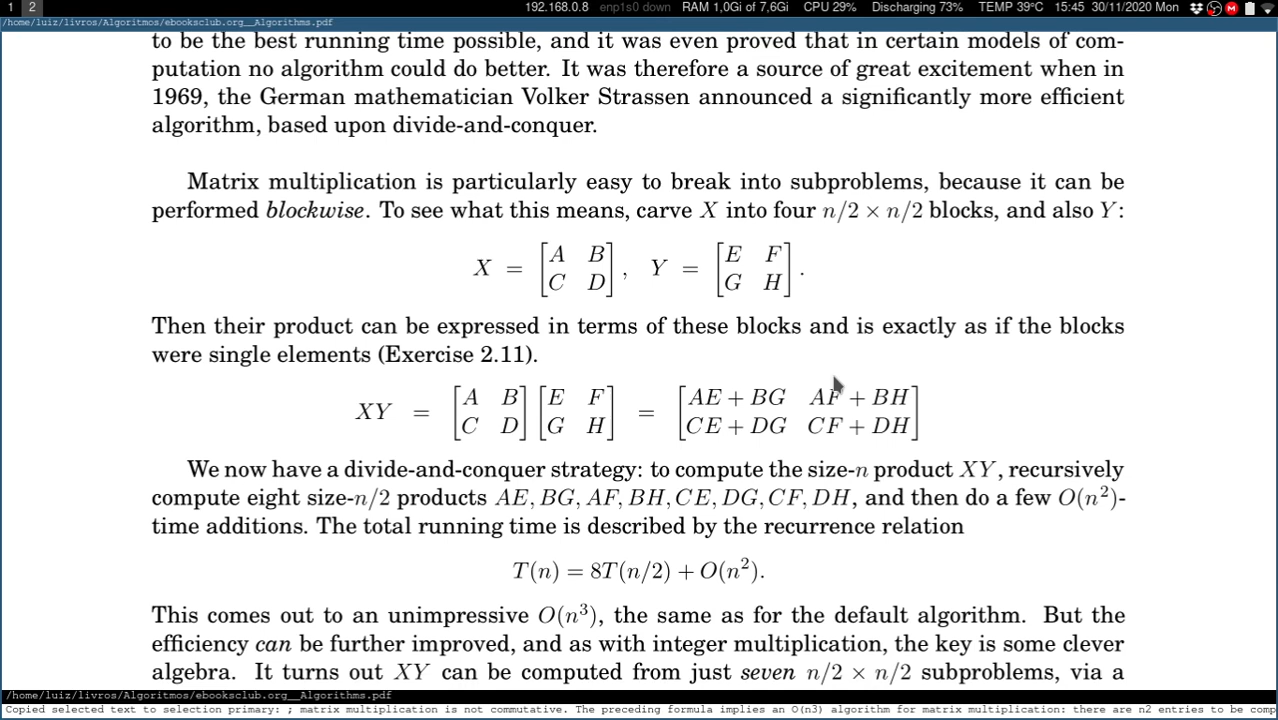 1 2 192.168.0.8 enp1s0 down RAM 1,0Gi of 7,6Gi CPU 29% Discharging 73% TEMP 39°C 15:45 30/11/2020 Mon
/home/luiz/livros/Algoritmos/ebooksclub.org__Algorithms.pdf
to be the best running time possible, and it was even proved that in certain models of com-
putation no algorithm could do better. It was therefore a source of great excitement when in
1969, the German mathematician Volker Strassen announced a significantly more efficient
algorithm, based upon divide-and-conquer.
Matrix multiplication is particularly easy to break into subproblems, because it can be
performed blockwise. To see what this means, carve X into four n/2 × n/2 blocks, and also Y:
X = [A B
C D], Y = [E F
G H].
Then their product can be expressed in terms of these blocks and is exactly as if the blocks
were single elements (Exercise 2.11).
XY = [A B
C D] [E F
G H] = [AE + BG AF + BH
CE + DG CF + DH]
We now have a divide-and-conquer strategy: to compute the size-n product XY, recursively
compute eight size-n/2 products AE, BG, AF, BH, CE, DG, CF, DH, and then do a few O(n²)-
time additions. The total running time is described by the recurrence relation
T(n) = 8T(n/2) + O(n²).
This comes out to an unimpressive O(n³), the same as for the default algorithm. But the
efficiency can be further improved, and as with integer multiplication, the key is some clever
algebra. It turns out XY can be computed from just seven n/2 × n/2 subproblems, via a
/home/luiz/livros/Algoritmos/ebooksclub.org__Algorithms.pdf
Copied selected text to selection primary: ; matrix multiplication is not commutative. The preceding formula implies an O(n3) algorithm for matrix multiplication: there are n2 entries to be comp